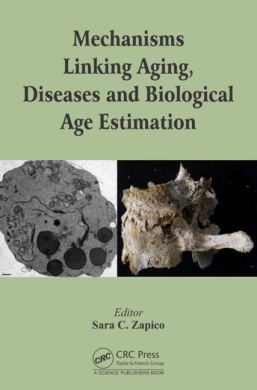 Mechanisms
Linking Aging,
Diseases and Biological
Age Estimation
Editor
Sara C. Zapico
CRC
CRC Press
Taylor & Francis Group
A SCIENCE PUBLISHERS BOOK